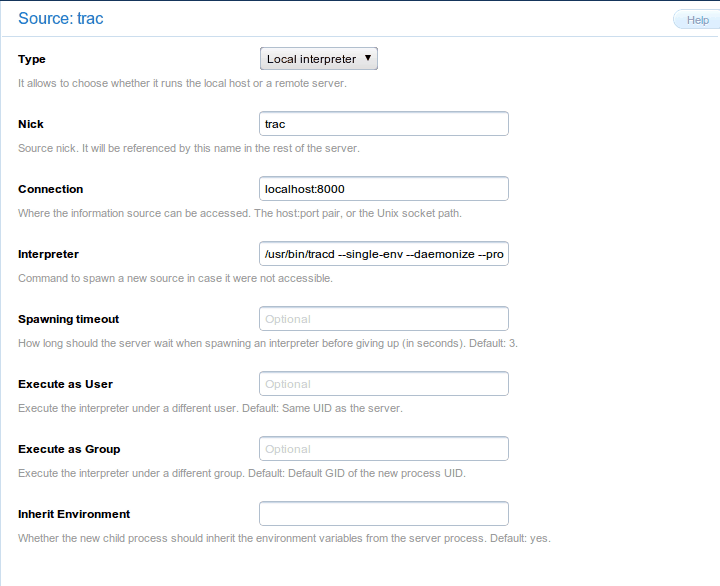 Source: trac
Help
Type
Local interpreter
It allows to choose whether it runs the local host or a remote server.
Nick
trac
Source nick. It will be referenced by this name in the rest of the server.
Connection
localhost:8000
Where the information source can be accessed. The host:port pair, or the Unix socket path.
Interpreter
/usr/bin/tracd --single-env --daemonize --pro
Command to spawn a new source in case it were not accessible.
Spawning timeout
Optional
How long should the server wait when spawning an interpreter before giving up (in seconds). Default: 3.
Execute as User
Optional
Execute the interpreter under a different user. Default: Same UID as the server.
Execute as Group
Optional
Execute the interpreter under a different group. Default: Default GID of the new process UID.
Inherit Environment
Whether the new child process should inherit the environment variables from the server process. Default: yes.